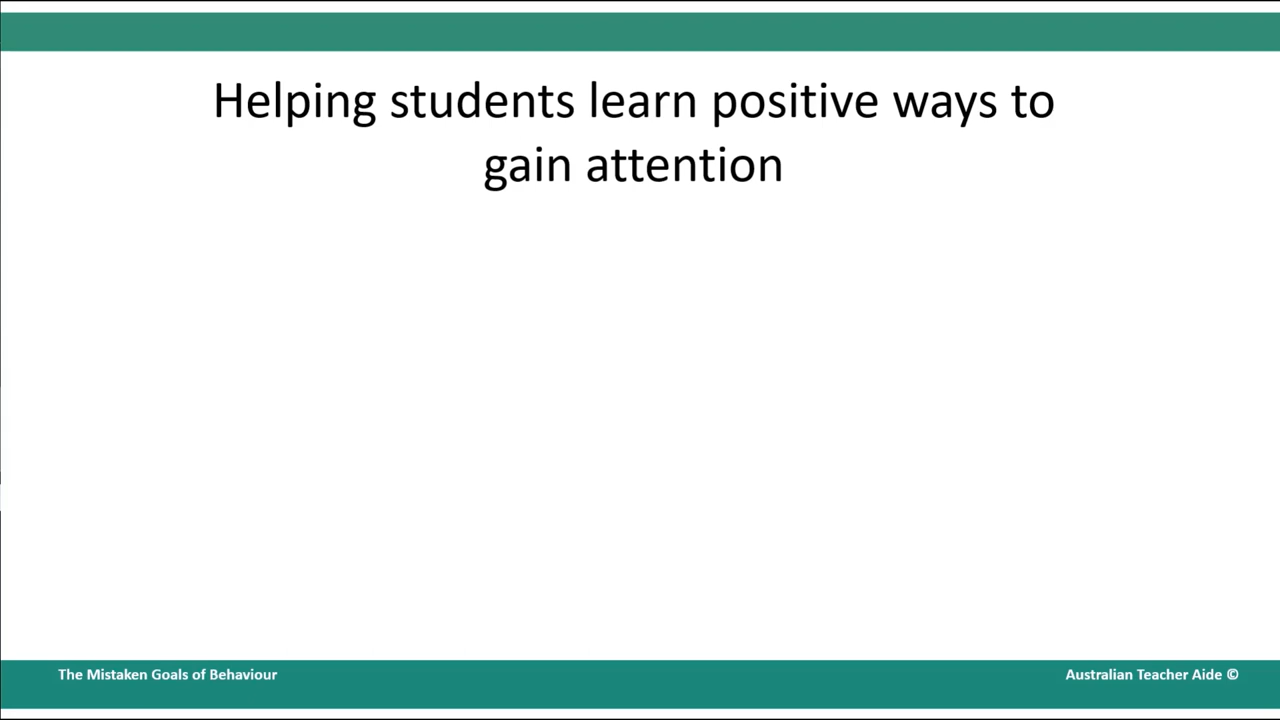 Helping students learn positive ways to
gain attention
The Mistaken Goals of Behaviour
Australian Teacher Aide ©